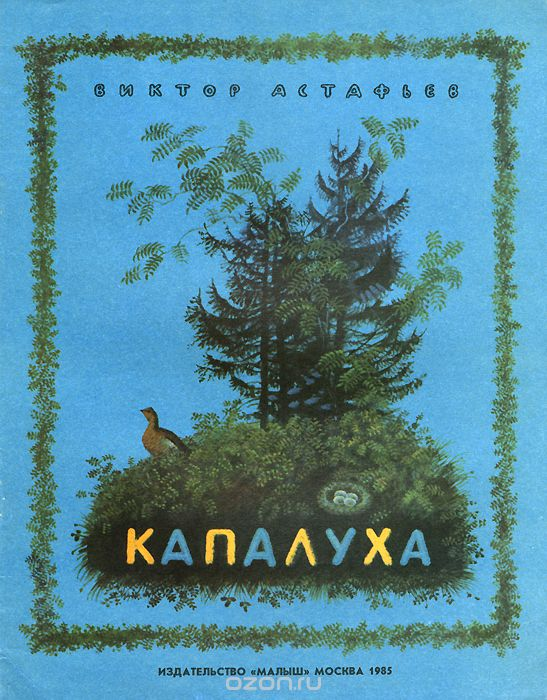 ВИКТОР АСТАФЬЕВ
КАПАЛУХА
ИЗДАТЕЛЬСТВО «МАЛЫШ» МОСКВА 1985
ozon.ru